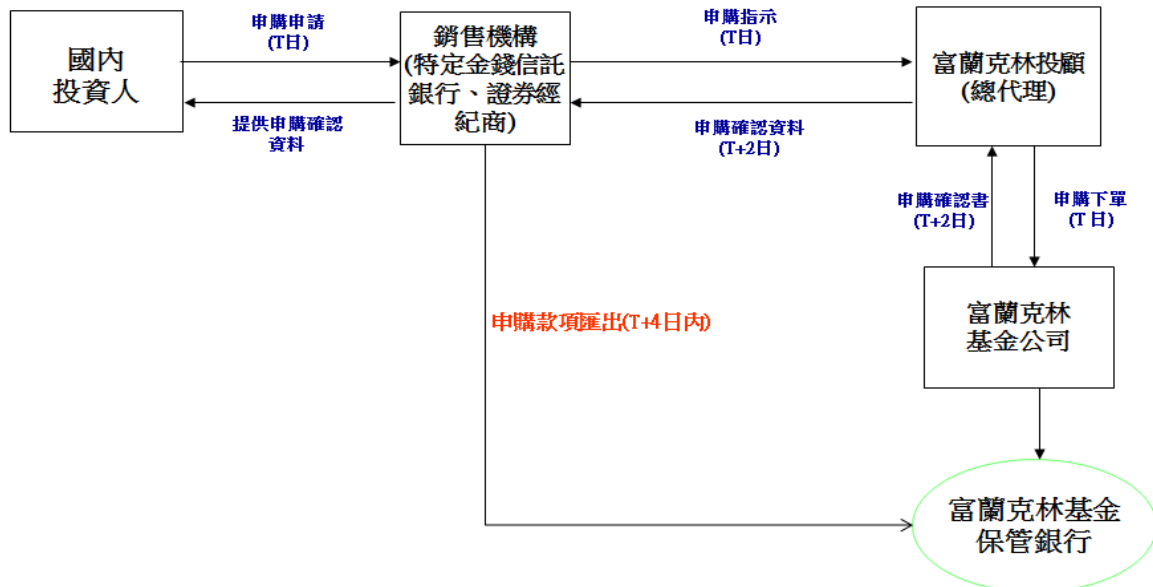 國內
投資人
申購申請
(T日)
提供申購確認
資料
銷售機構
(特定金錢信託
銀行、證券經
紀商)
申購指示
(T日)
申購確認資料
(T+2日)
富蘭克林投顧
(總代理)
申購確認書
(T+2日)
申購下單
(T 日)
申購款項匯出(T+4日內)
富蘭克林
基金公司
富蘭克林基金
保管銀行